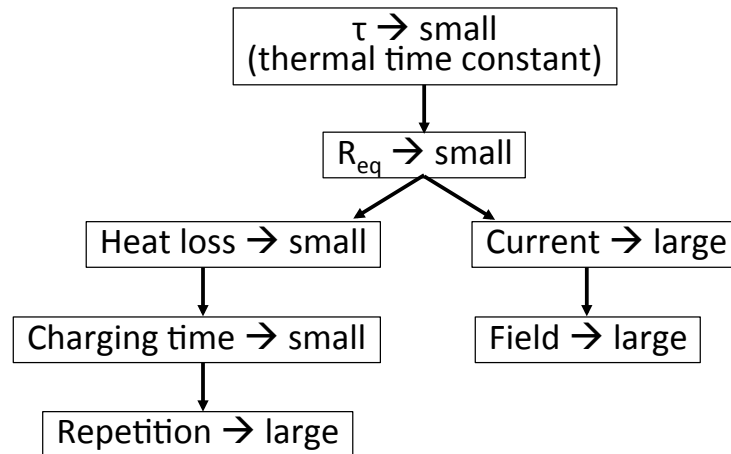 τ → small
(thermal time constant)
R_eq → small
Heat loss → small
Current → large
Charging time → small
Field → large
Repetition → large